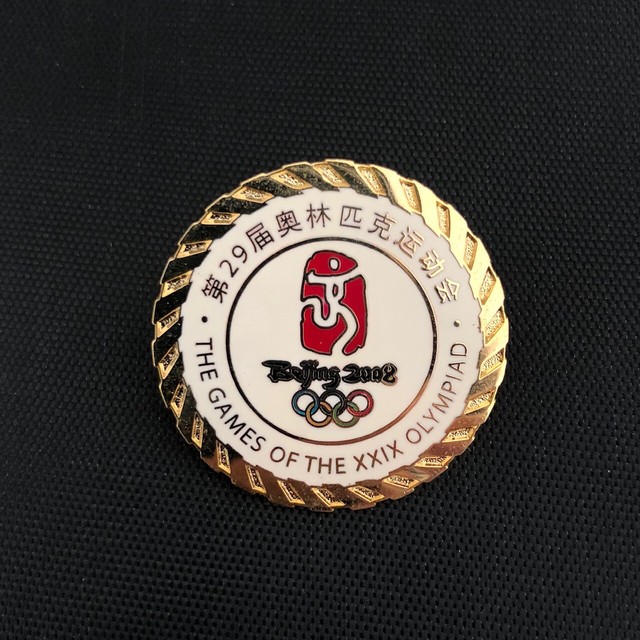 第29届奥林匹克运动会
Beijing 2008
· THE GAMES OF THE XXIX OLYMPIAD ·